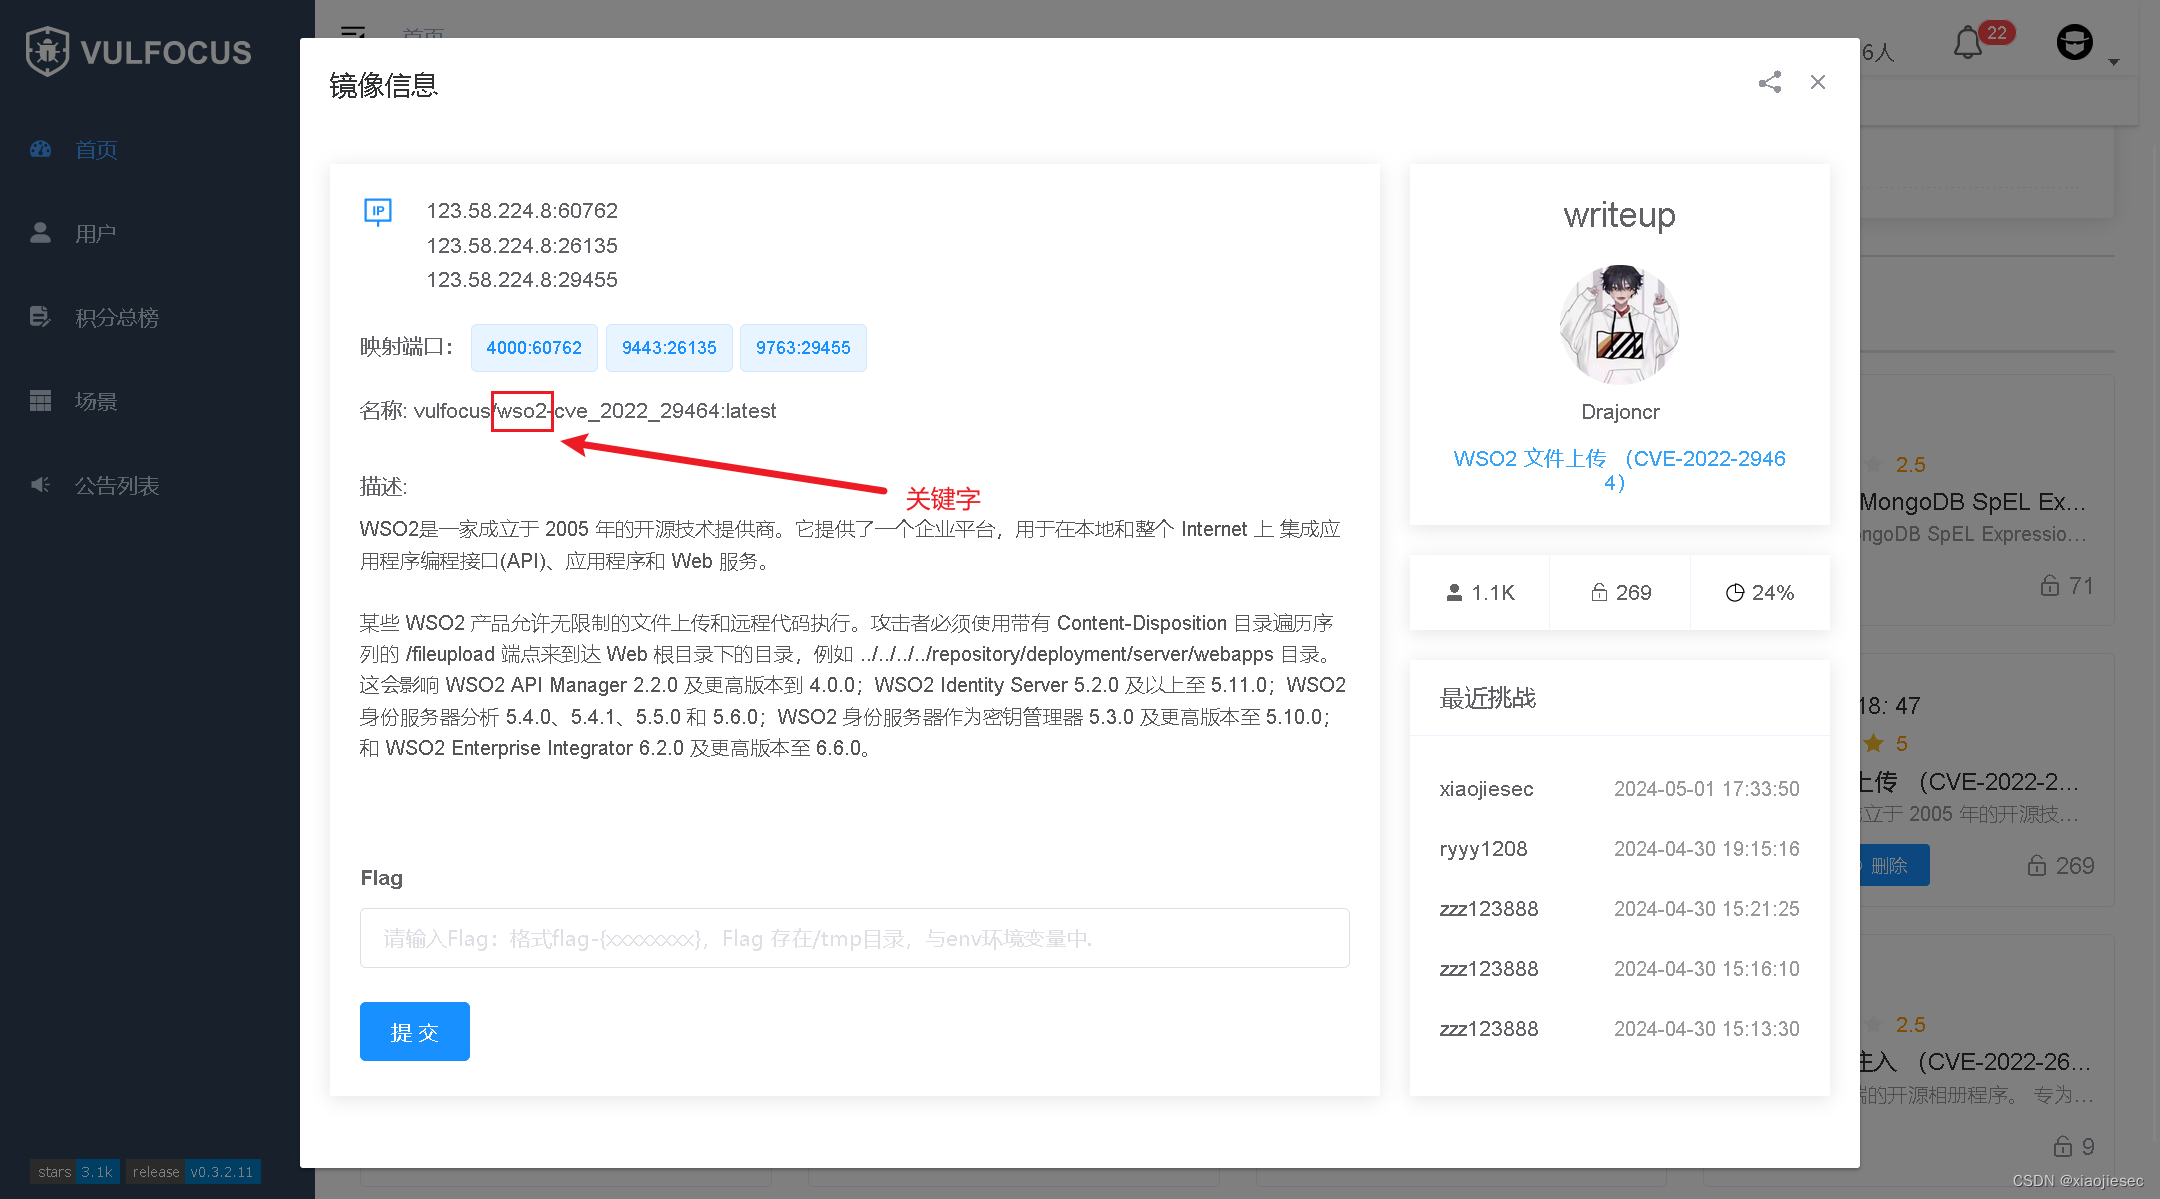 VULFOCUS
首页
用户
积分总榜
场景
公告列表
stars 3.1k release v0.3.2.11
首页
6人
22
镜像信息
IP
123.58.224.8:60762
123.58.224.8:26135
123.58.224.8:29455
映射端口：
4000:60762
9443:26135
9763:29455
名称: vulfocus/wso2-cve_2022_29464:latest
关键字
描述:
WSO2是一家成立于 2005 年的开源技术提供商。它提供了一个企业平台，用于在本地和整个 Internet 上 集成应
用程序编程接口(API)、应用程序和 Web 服务。
某些 WSO2 产品允许无限制的文件上传和远程代码执行。攻击者必须使用带有 Content-Disposition 目录遍历序
列的 /fileupload 端点来到达 Web 根目录下的目录，例如 ../../../../repository/deployment/server/webapps 目录。
这会影响 WSO2 API Manager 2.2.0 及更高版本到 4.0.0；WSO2 Identity Server 5.2.0 及以上至 5.11.0；WSO2
身份服务器分析 5.4.0、5.4.1、5.5.0 和 5.6.0；WSO2 身份服务器作为密钥管理器 5.3.0 及更高版本至 5.10.0；
和 WSO2 Enterprise Integrator 6.2.0 及更高版本至 6.6.0。
Flag
请输入Flag：格式flag-{xxxxxxxx}，Flag 存在/tmp目录，与env环境变量中.
提 交
writeup
Drajoncr
WSO2 文件上传 （CVE-2022-2946
4）
1.1K
269
24%
最近挑战
xiaojiesec 2024-05-01 17:33:50
ryyy1208 2024-04-30 19:15:16
zzz123888 2024-04-30 15:21:25
zzz123888 2024-04-30 15:16:10
zzz123888 2024-04-30 15:13:30
2.5
MongoDB SpEL Ex...
ngoDB SpEL Expressio...
71
18: 47
5
上传 （CVE-2022-2...
立于 2005 年的开源技...
删除
269
2.5
注入 （CVE-2022-26...
的开源相册程序。 专为...
9
CSDN @xiaojiesec